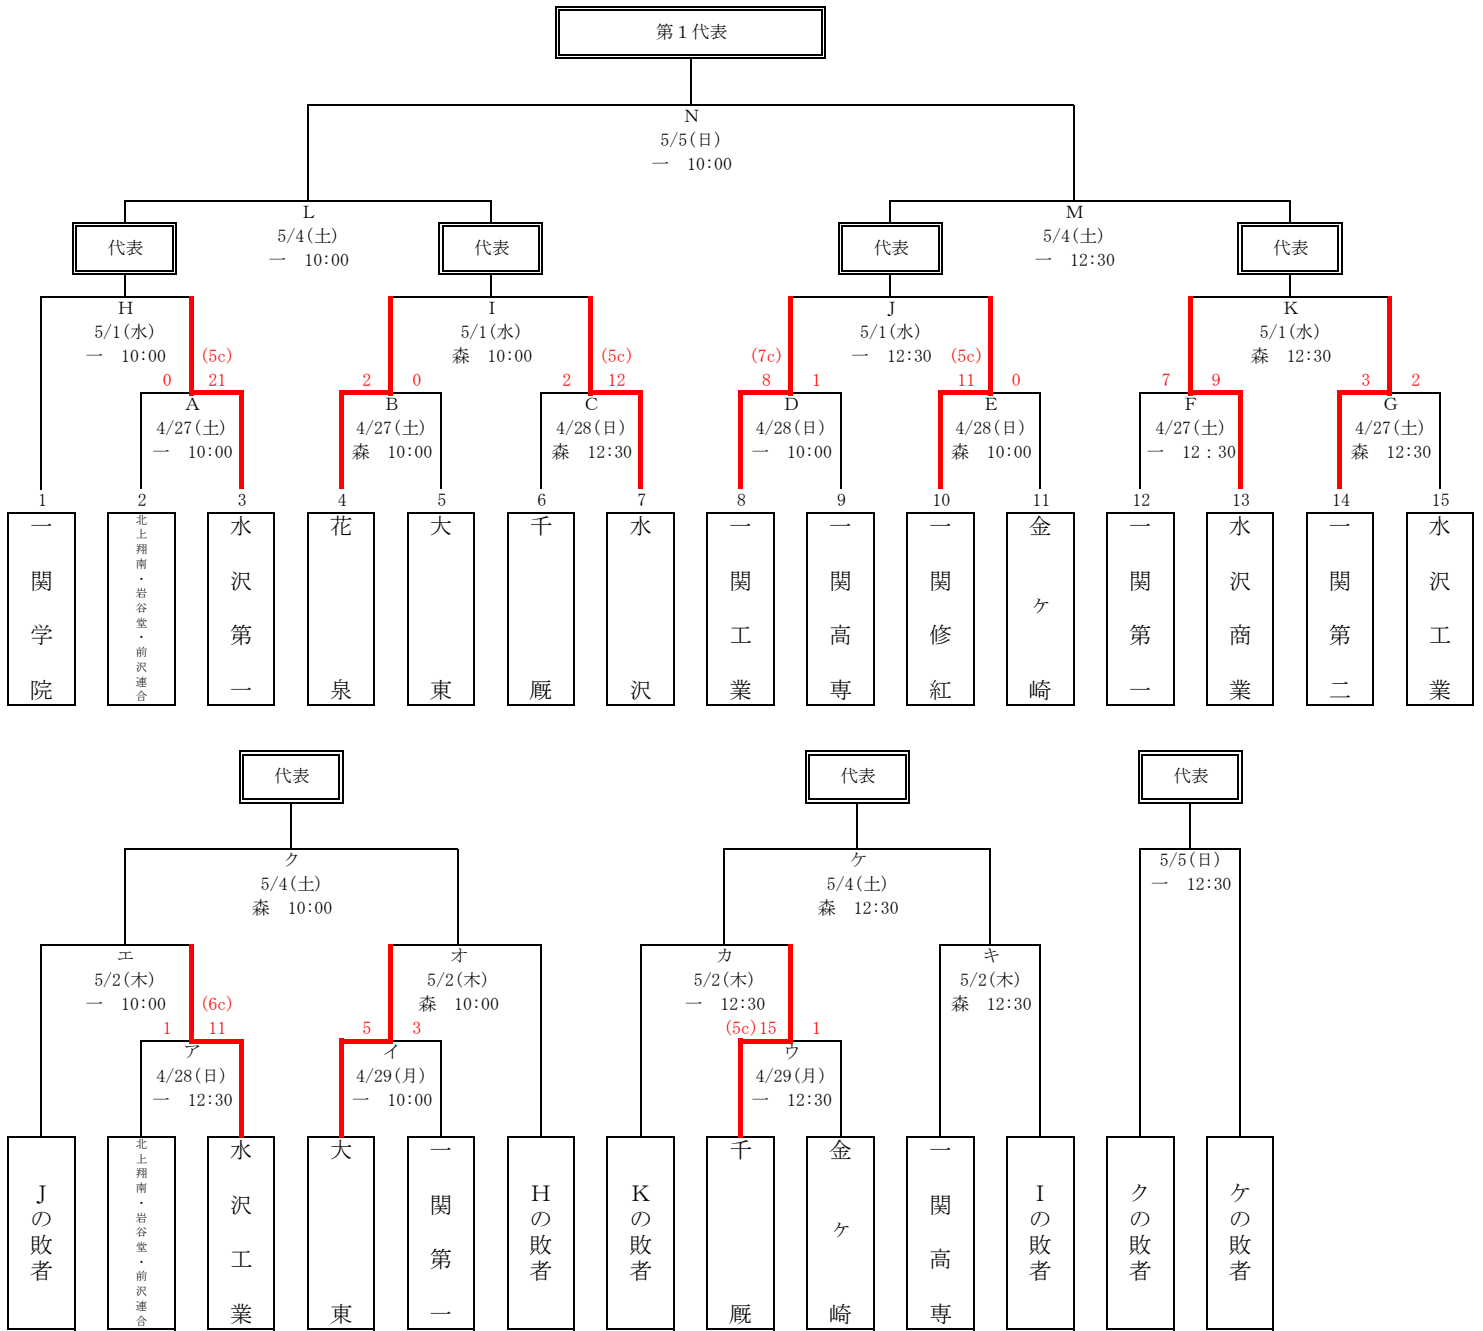 第１代表
N
5/5(日)
一　10:00
L
5/4(土)
一　10:00
M
5/4(土)
一　12:30
代表
代表
代表
代表
H
5/1(水)
一　10:00
I
5/1(水)
森　10:00
J
5/1(水)
一　12:30
K
5/1(水)
森　12:30
(5c)
(5c)
(7c)
(5c)
0 21
2 0
2 12
8 1
11 0
7 9
3 2
A
4/27(土)
一　10:00
B
4/27(土)
森　10:00
C
4/28(日)
森　12:30
D
4/28(日)
一　10:00
E
4/28(日)
森　10:00
F
4/27(土)
一　12：30
G
4/27(土)
森　12:30
1 2 3 4 5 6 7 8 9 10 11 12 13 14 15
一関学院
北上翔南・岩谷堂・前沢連合
水沢第一
花泉
大東
千厩
水沢
一関工業
一関高専
一関修紅
金ヶ崎
一関第一
水沢商業
一関第二
水沢工業
代表
代表
代表
ク
5/4(土)
森　10:00
ケ
5/4(土)
森　12:30
5/5(日)
一　12:30
エ
5/2(木)
一　10:00
オ
5/2(木)
森　10:00
カ
5/2(木)
一　12:30
キ
5/2(木)
森　12:30
(6c)
1 11
5 3
(5c)15 1
ア
4/28(日)
一　12:30
イ
4/29(月)
一　10:00
ウ
4/29(月)
一　12:30
Jの敗者
北上翔南・岩谷堂・前沢連合
水沢工業
大東
一関第一
Hの敗者
Kの敗者
千厩
金ヶ崎
一関高専
Iの敗者
クの敗者
ケの敗者